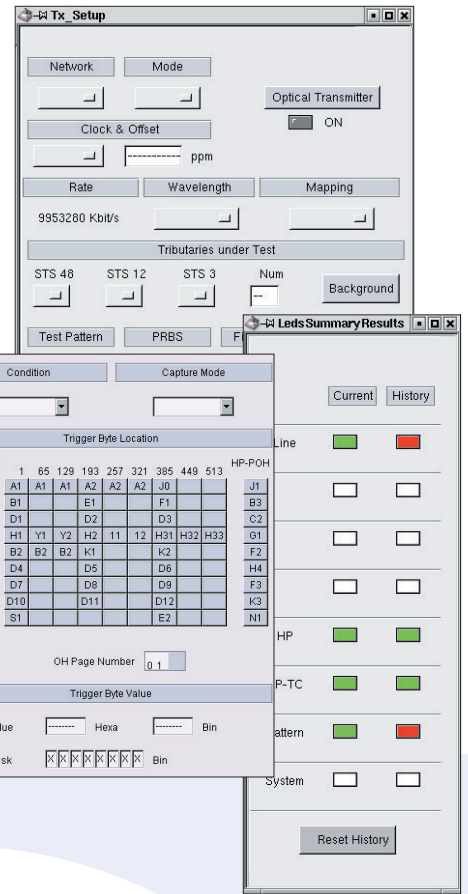 Tx_Setup
Network Mode
Optical Transmitter
ON
Clock & Offset
----------- ppm
Rate Wavelength Mapping
9953280 Kbit/s
Tributaries under Test
STS 48 STS 12 STS 3 Num
--
Background
Test Pattern PRBS
Condition Capture Mode
Trigger Byte Location
1 65 129 193 257 321 385 449 513 HP-POH
A1 A1 A1 A2 A2 A2 J0 J1
B1 E1 F1 B3
D1 D2 D3 C2
H1 Y1 Y2 H2 11 12 H31 H32 H33 G1
B2 B2 B2 K1 K2 F2
D4 D5 D6 H4
D7 D8 D9 F3
D10 D11 D12 K3
S1 E2 N1
OH Page Number 0 1
Trigger Byte Value
-------- Hexa -------- Bin
X X X X X X X X Bin
Leds Summary Results
Current History
Line
HP
P-TC
attern
System
Reset History